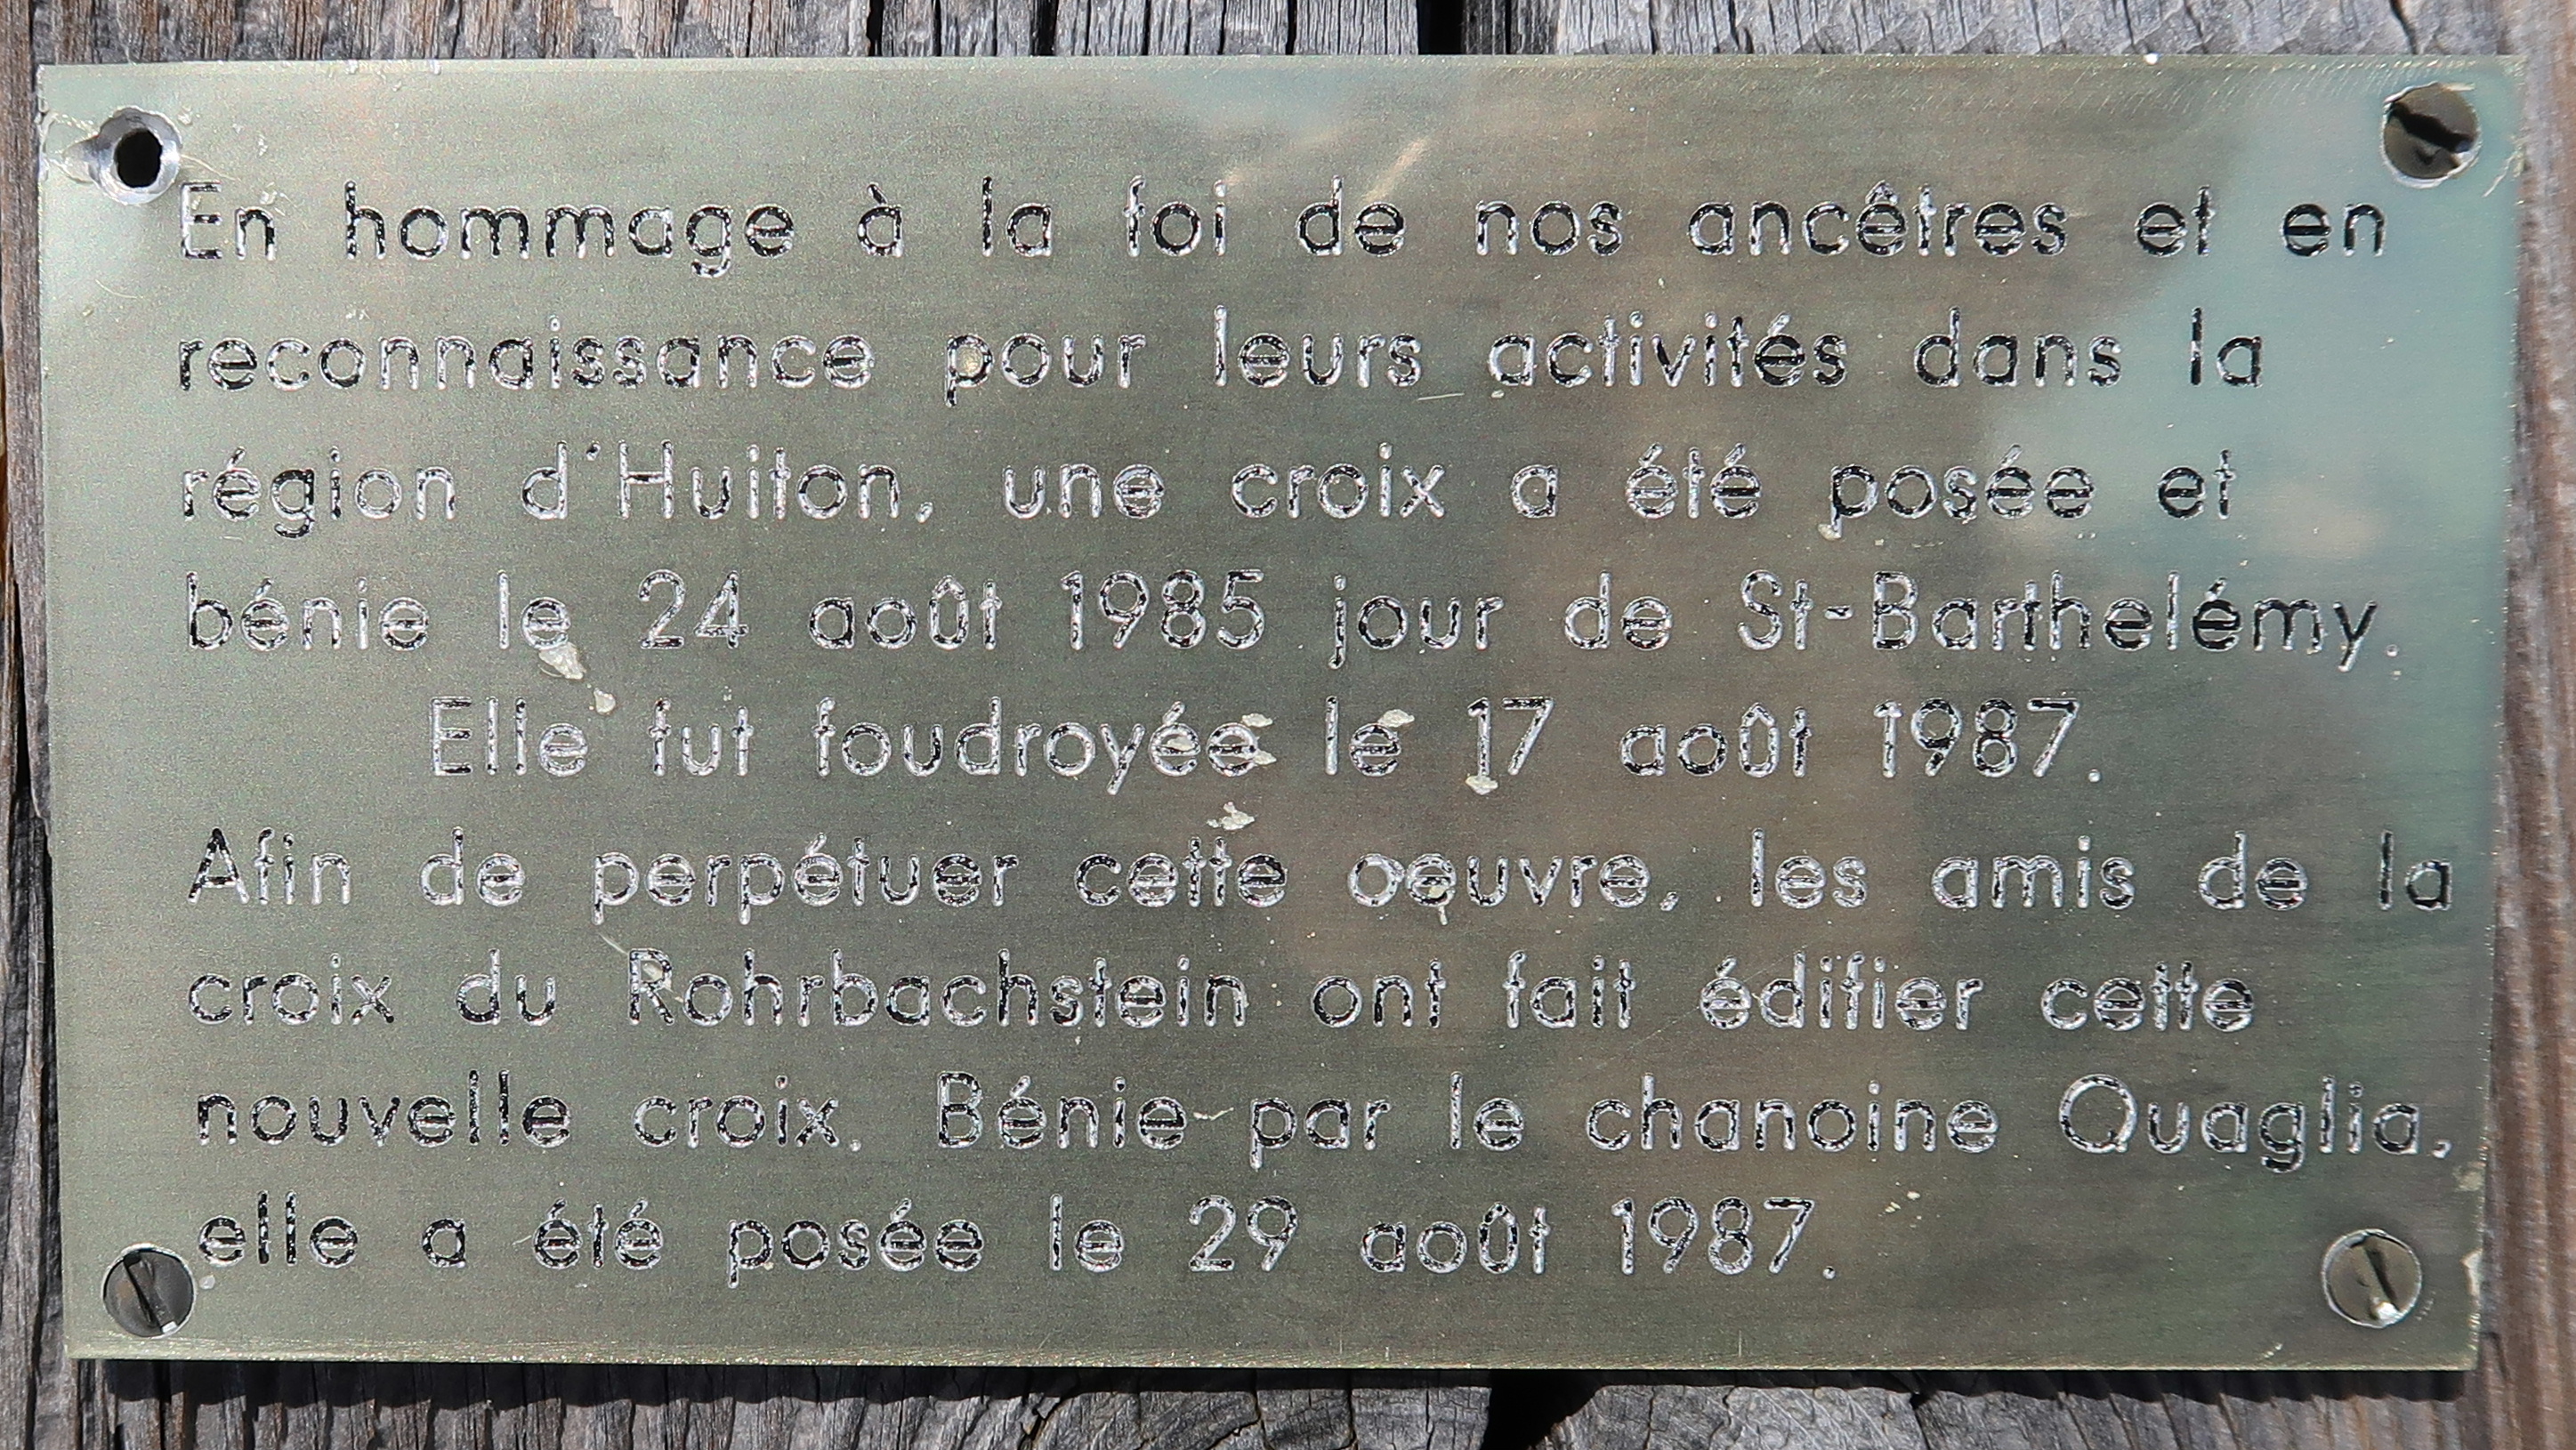 En hommage à la foi de nos ancêtres et en
reconnaissance pour leurs activités dans la
région d'Huiton, une croix a été posée et
bénie le 24 août 1985 jour de St-Barthelémy.
Elle fut foudroyée le 17 août 1987.
Afin de perpétuer cette oeuvre, les amis de la
croix du Rohrbachstein ont fait édifier cette
nouvelle croix. Bénie par le chanoine Quaglia,
elle a été posée le 29 août 1987.